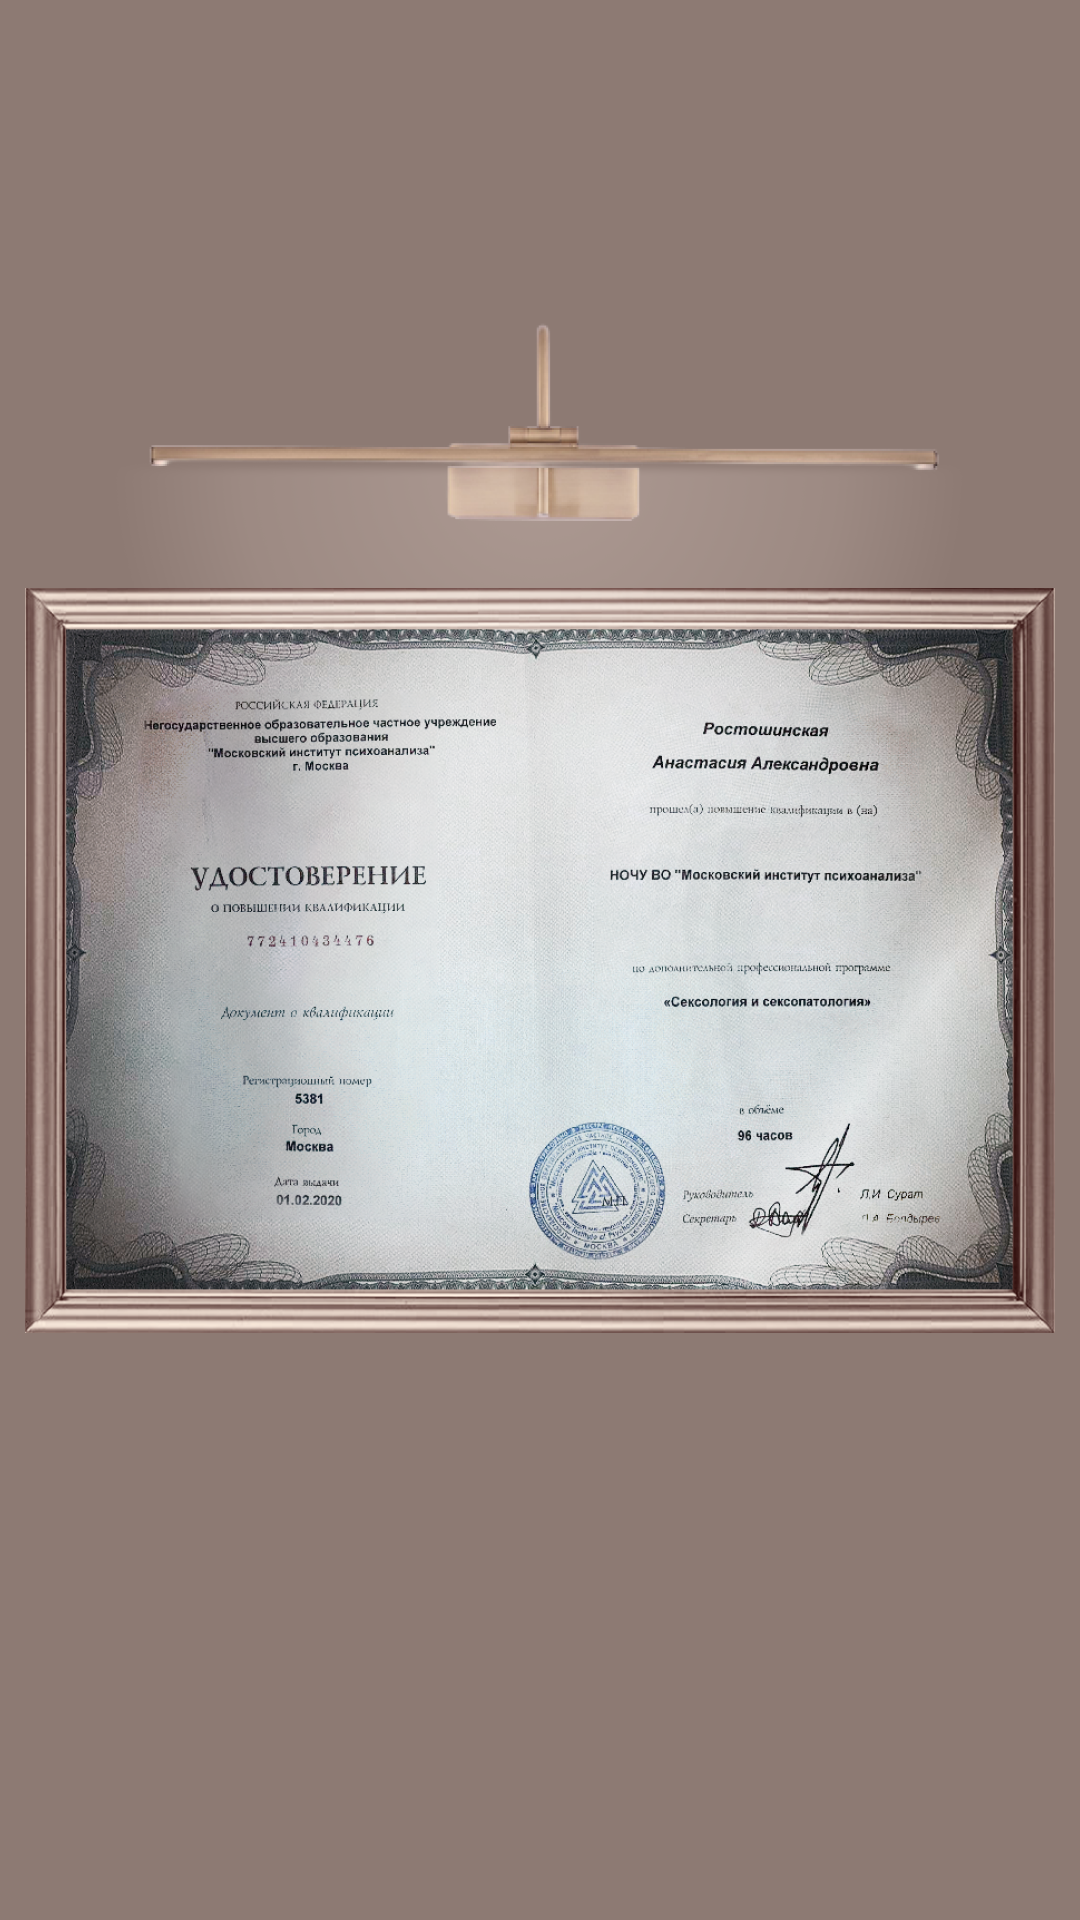 РОССИЙСКАЯ ФЕДЕРАЦИЯ
Негосударственное образовательное частное учреждение
высшего образования
"Московский институт психоанализа"
г. Москва
УДОСТОВЕРЕНИЕ
О ПОВЫШЕНИИ КВАЛИФИКАЦИИ
772410434476
Документ о квалификации
Регистрационный номер
5381
Город
Москва
Дата выдачи
01.02.2020
Ростошинская
Анастасия Александровна
прошел(а) повышение квалификации в (на)
НОЧУ ВО "Московский институт психоанализа"
по дополнительной профессиональной программе
«Сексология и сексопатология»
в объёме
96 часов
М.П.
Руководитель
Л.И Сурат
Секретарь
Болдырев
МОСКВА